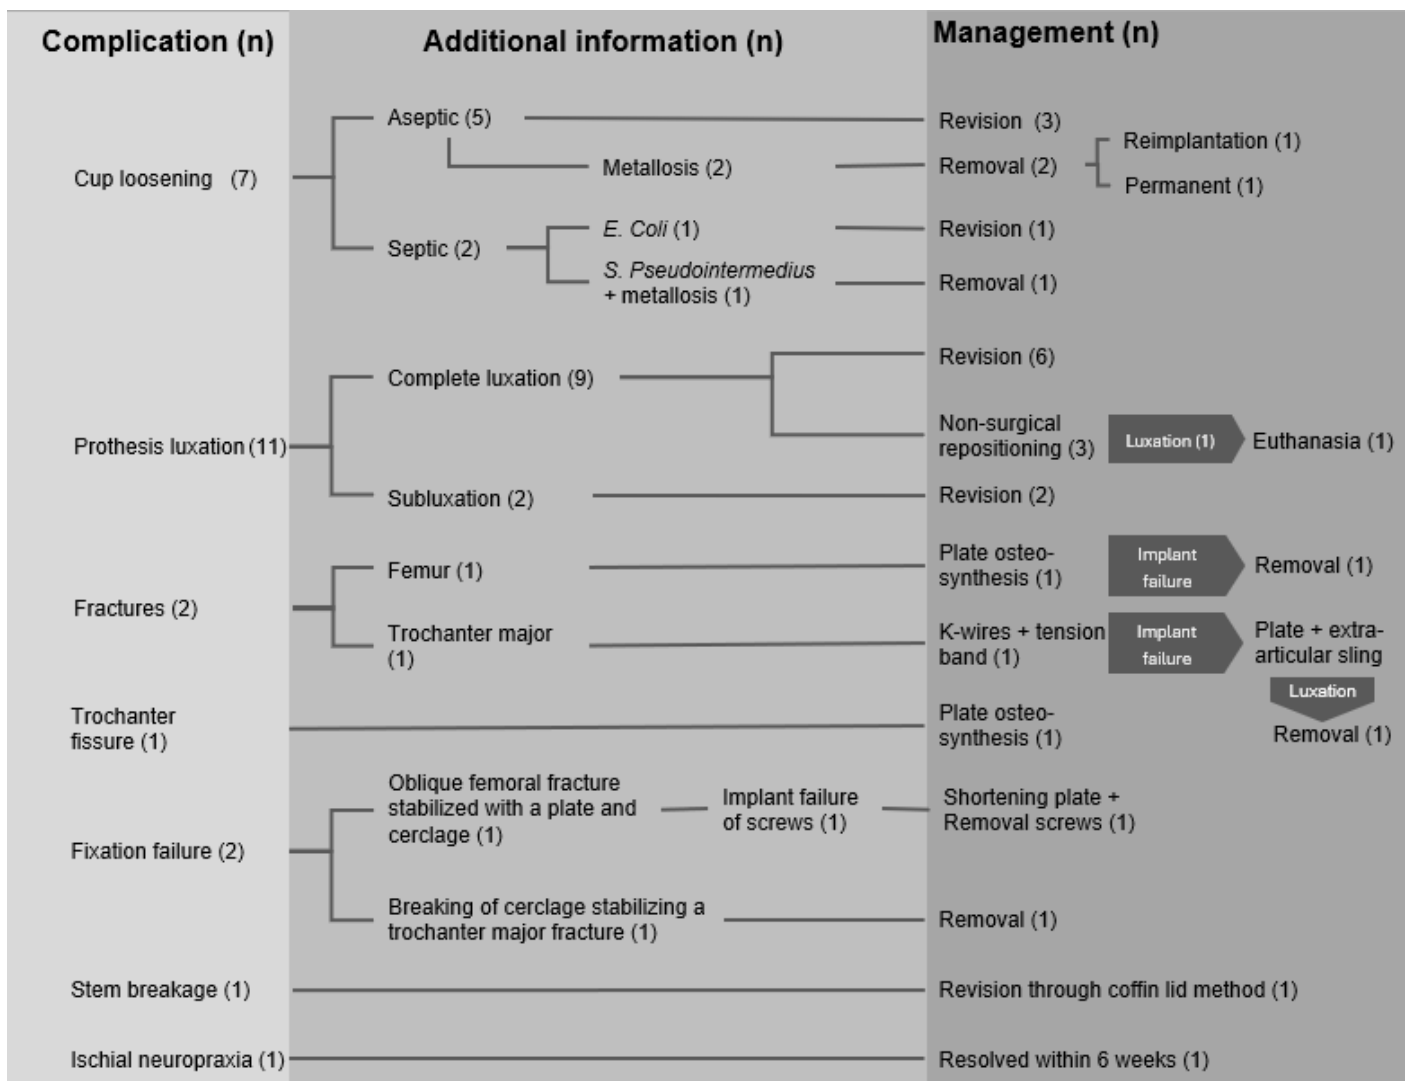 Complication (n)
Additional information (n)
Management (n)
Cup loosening (7)
Aseptic (5)
Revision (3)
Metallosis (2)
Removal (2)
Reimplantation (1)
Permanent (1)
Septic (2)
E. Coli (1)
Revision (1)
S. Pseudointermedius
+ metallosis (1)
Removal (1)
Prothesis luxation (11)
Complete luxation (9)
Revision (6)
Non-surgical
repositioning (3)
Luxation (1)
Euthanasia (1)
Subluxation (2)
Revision (2)
Fractures (2)
Femur (1)
Plate osteo-
synthesis (1)
Implant
failure
Removal (1)
Trochanter major
(1)
K-wires + tension
band (1)
Implant
failure
Plate + extra-
articular sling
Luxation
Removal (1)
Trochanter
fissure (1)
Plate osteo-
synthesis (1)
Fixation failure (2)
Oblique femoral fracture
stabilized with a plate and
cerclage (1)
Implant failure
of screws (1)
Shortening plate +
Removal screws (1)
Breaking of cerclage stabilizing a
trochanter major fracture (1)
Removal (1)
Stem breakage (1)
Revision through coffin lid method (1)
Ischial neuropraxia (1)
Resolved within 6 weeks (1)